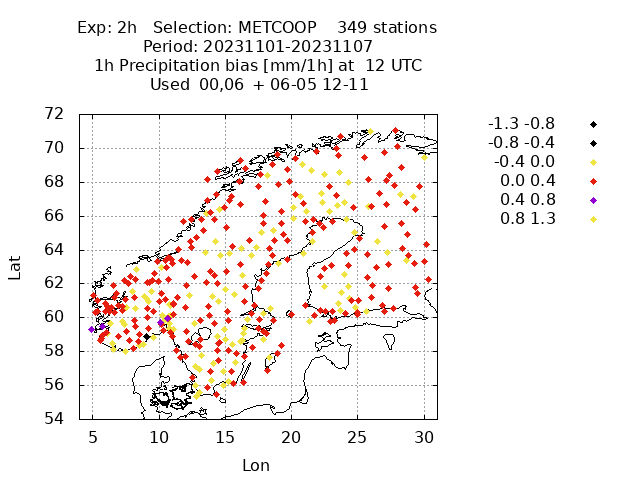 Exp: 2h   Selection: METCOOP    349 stations
Period: 20231101-20231107
1h Precipitation bias [mm/1h] at  12 UTC
Used  00,06  + 06-05 12-11
72
70
68
66
64
62
60
58
56
54
Lat
5 10 15 20 25 30
Lon
-1.3 -0.8
-0.8 -0.4
-0.4 0.0
0.0 0.4
0.4 0.8
0.8 1.3